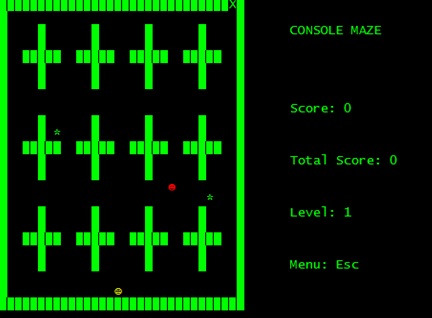 X
CONSOLE MAZE
Score: 0
Total Score: 0
Level: 1
Menu: Esc